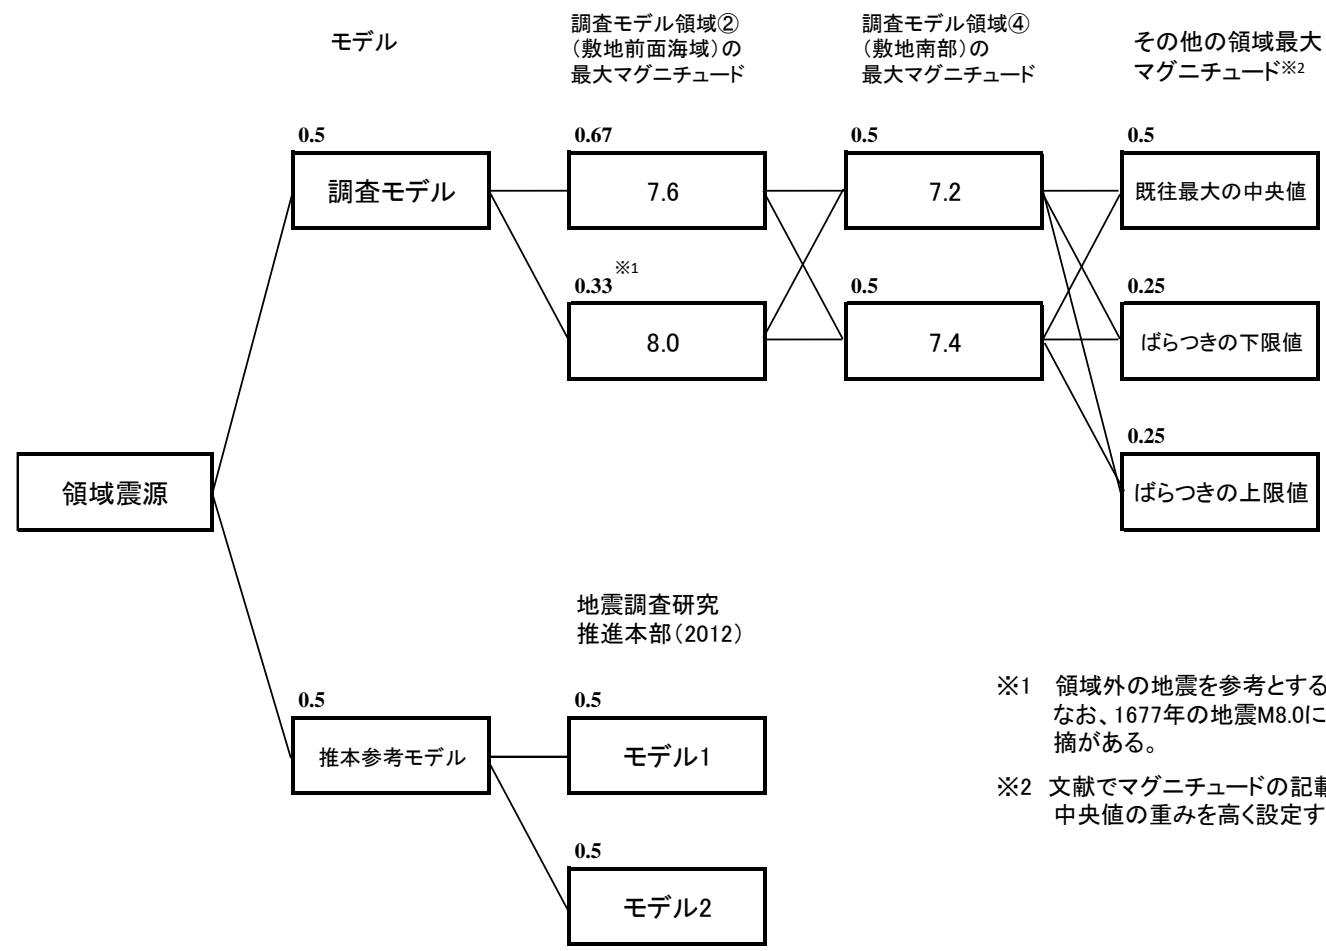 モデル
調査モデル領域②
（敷地前面海域）の
最大マグニチュード
調査モデル領域④
（敷地南部）の
最大マグニチュード
その他の領域最大
マグニチュード※2
0.5
調査モデル
0.67
7.6
0.5
7.2
0.5
既往最大の中央値
0.33※1
8.0
0.5
7.4
0.25
ばらつきの下限値
0.25
ばらつきの上限値
領域震源
地震調査研究
推進本部（2012）
0.5
推本参考モデル
0.5
モデル1
0.5
モデル2
※1 領域外の地震を参考とする
なお、1677年の地震M8.0に
摘がある。
※2 文献でマグニチュードの記載
中央値の重みを高く設定す